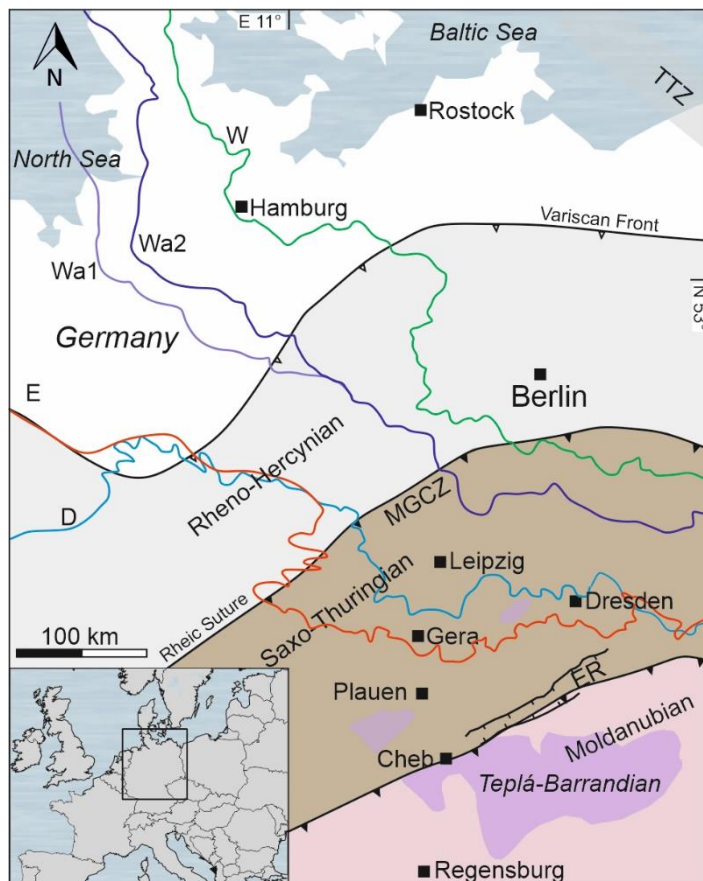 E 11°
Baltic Sea
TTZ
N
Rostock
North Sea
W
Hamburg
Variscan Front
Wa2
Wa1
N 53°
Germany
Berlin
E
Rheno-Hercynian
MGCZ
D
Leipzig
Saxo-Thuringian
Dresden
Rheic Suture
Gera
100 km
ER
Plauen
Moldanubian
Cheb
Teplá-Barrandian
Regensburg